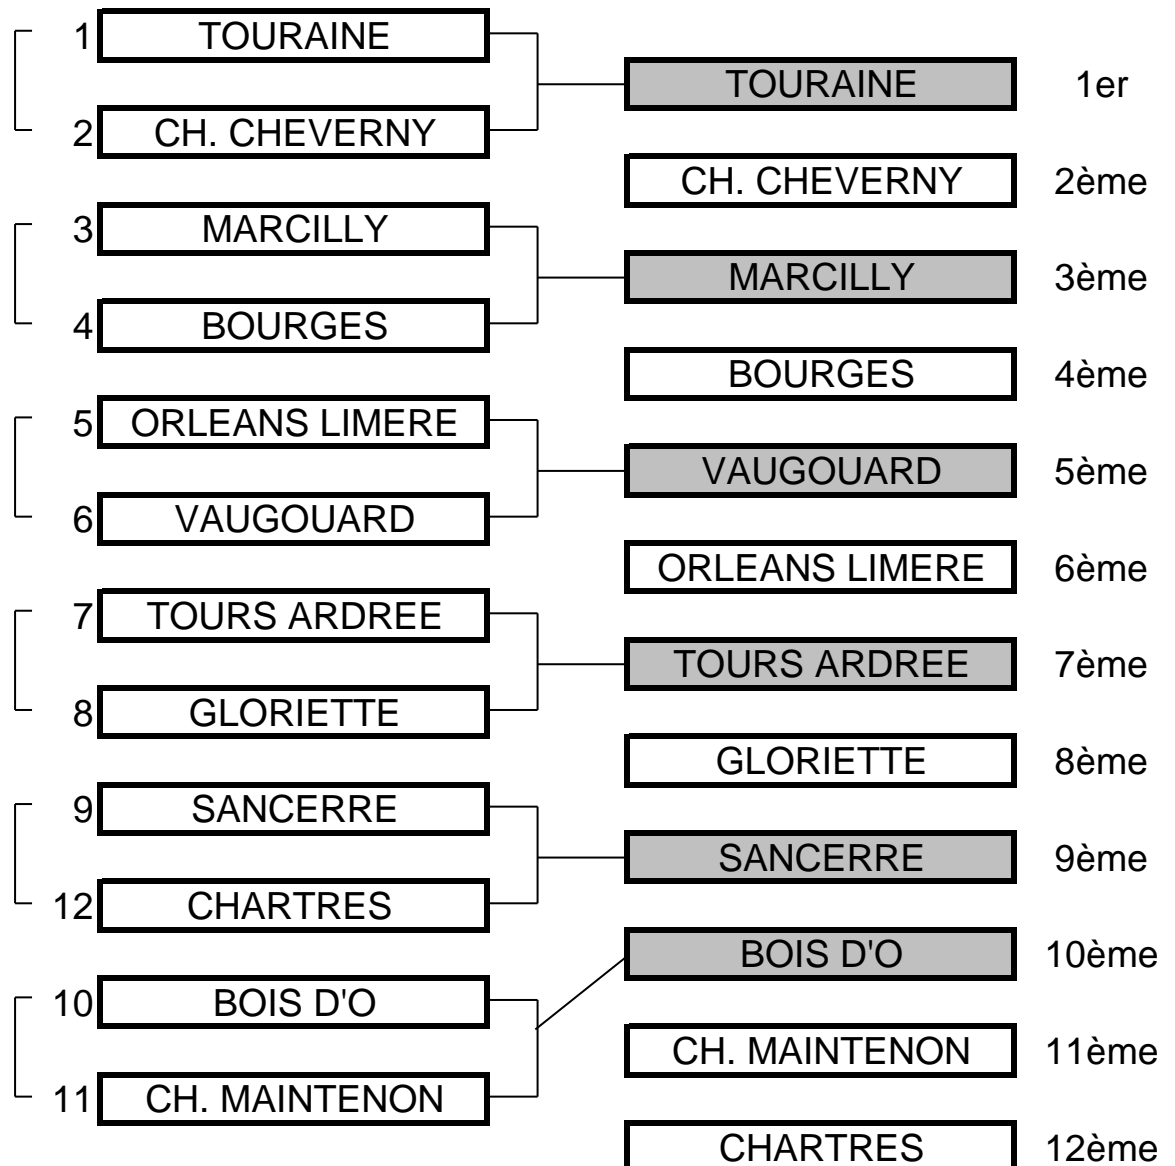 1 TOURAINE
TOURAINE 1er
2 CH. CHEVERNY
CH. CHEVERNY 2ème
3 MARCILLY
MARCILLY 3ème
4 BOURGES
BOURGES 4ème
5 ORLEANS LIMERE
VAUGOUARD 5ème
6 VAUGOUARD
ORLEANS LIMERE 6ème
7 TOURS ARDREE
TOURS ARDREE 7ème
8 GLORIETTE
GLORIETTE 8ème
9 SANCERRE
SANCERRE 9ème
12 CHARTRES
BOIS D'O 10ème
10 BOIS D'O
CH. MAINTENON 11ème
11 CH. MAINTENON
CHARTRES 12ème